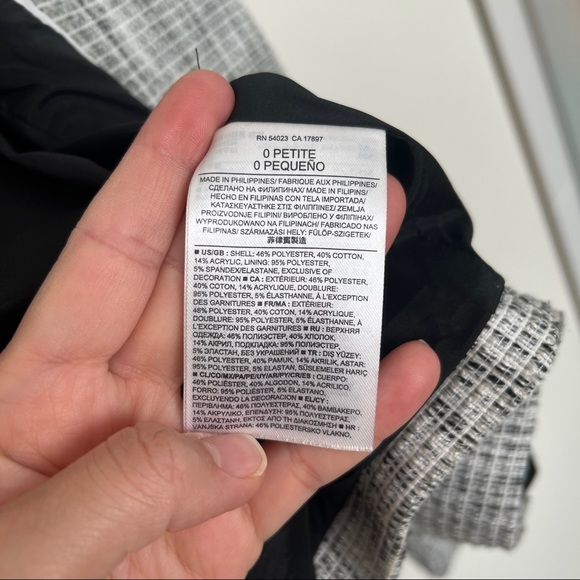 RN 54023 CA 17897
0 PETITE
0 PEQUEÑO
MADE IN PHILIPPINES/ FABRIQUE AUX PHILIPPINES/
СДЕЛАНО НА ФИЛИПИНАХ/ MADE IN FILIPINS/
HECHO EN FILIPINAS CON TELA IMPORTADA/
ΚΑΤΑΣΚΕΥΑΣΤΗΚΕ ΣΤΙΣ ΦΙΛΙΠΠΙΝΕΣ/ ZEMLJA
PROIZVODNJE FILIPINI/ ВИРОБЛЕНО У ФІЛІПІНАХ/
WYPRODUKOWANO NA FILIPINACH/ FABRICADO NAS
FILIPINAS/ SZÁRMAZÁSI HELY: FÜLÖP-SZIGETEK/
菲律賓製造
■ US/GB : SHELL: 46% POLYESTER, 40% COTTON,
14% ACRYLIC, LINING: 95% POLYESTER,
5% SPANDEX/ELASTANE, EXCLUSIVE OF
DECORATION ■ CA : EXTÉRIEUR: 46% POLYESTER,
40% COTON, 14% ACRYLIQUE, DOUBLURE:
95% POLYESTER, 5% ÉLASTHANNE, À L'EXCEPTION
DES GARNITURES ■ FR/MA : EXTÉRIEUR:
46% POLYESTER, 40% COTON, 14% ACRYLIQUE,
DOUBLURE: 95% POLYESTER, 5% ÉLASTHANNE, À
L'EXCEPTION DES GARNITURES ■ RU : ВЕРХНЯЯ
ОДЕЖДА: 46% ПОЛИЭСТЕР, 40% ХЛОПОК,
14% АКРИЛ, ПОДКЛАДКА: 95% ПОЛИЭСТЕР,
5% ЭЛАСТАН, БЕЗ УКРАШЕНИЙ ■ TR : DIŞ YÜZEY:
46% POLYESTER, 40% PAMUK, 14% AKRILIK, ASTAR:
95% POLYESTER, 5% ELASTAN, SÜSLEMELER HARIÇ
■ CL/CO/MX/PA/PE/UY/AR/PY/CR/ES : CUERPO:
46% POLIÉSTER, 40% ALGODON, 14% ACRILICO,
FORRO: 95% POLIÉSTER, 5% ELASTANO,
EXCLUYENDO LA DECORACION ■ EL/CY :
ΠΕΡΙΒΛΗΜΑ: 46% ΠΟΛΥΕΣΤΕΡΑΣ, 40% ΒΑΜΒΑΚΕΡΟ,
14% ΑΚΡΥΛΛΙΚΟ, ΕΠΕΝΔΥΣΗ: 95% ΠΟΛΥΕΣΤΕΡΑΣ,
5% ΕΛΑΣΤΑΝΗ, ΕΚΤΟΣ ΑΠΟ ΤΗ ΔΙΑΚΟΣΜΗΣΗ ■ HR :
VANJSKA STRANA: 46% POLIESTERSKO VLAKNO,